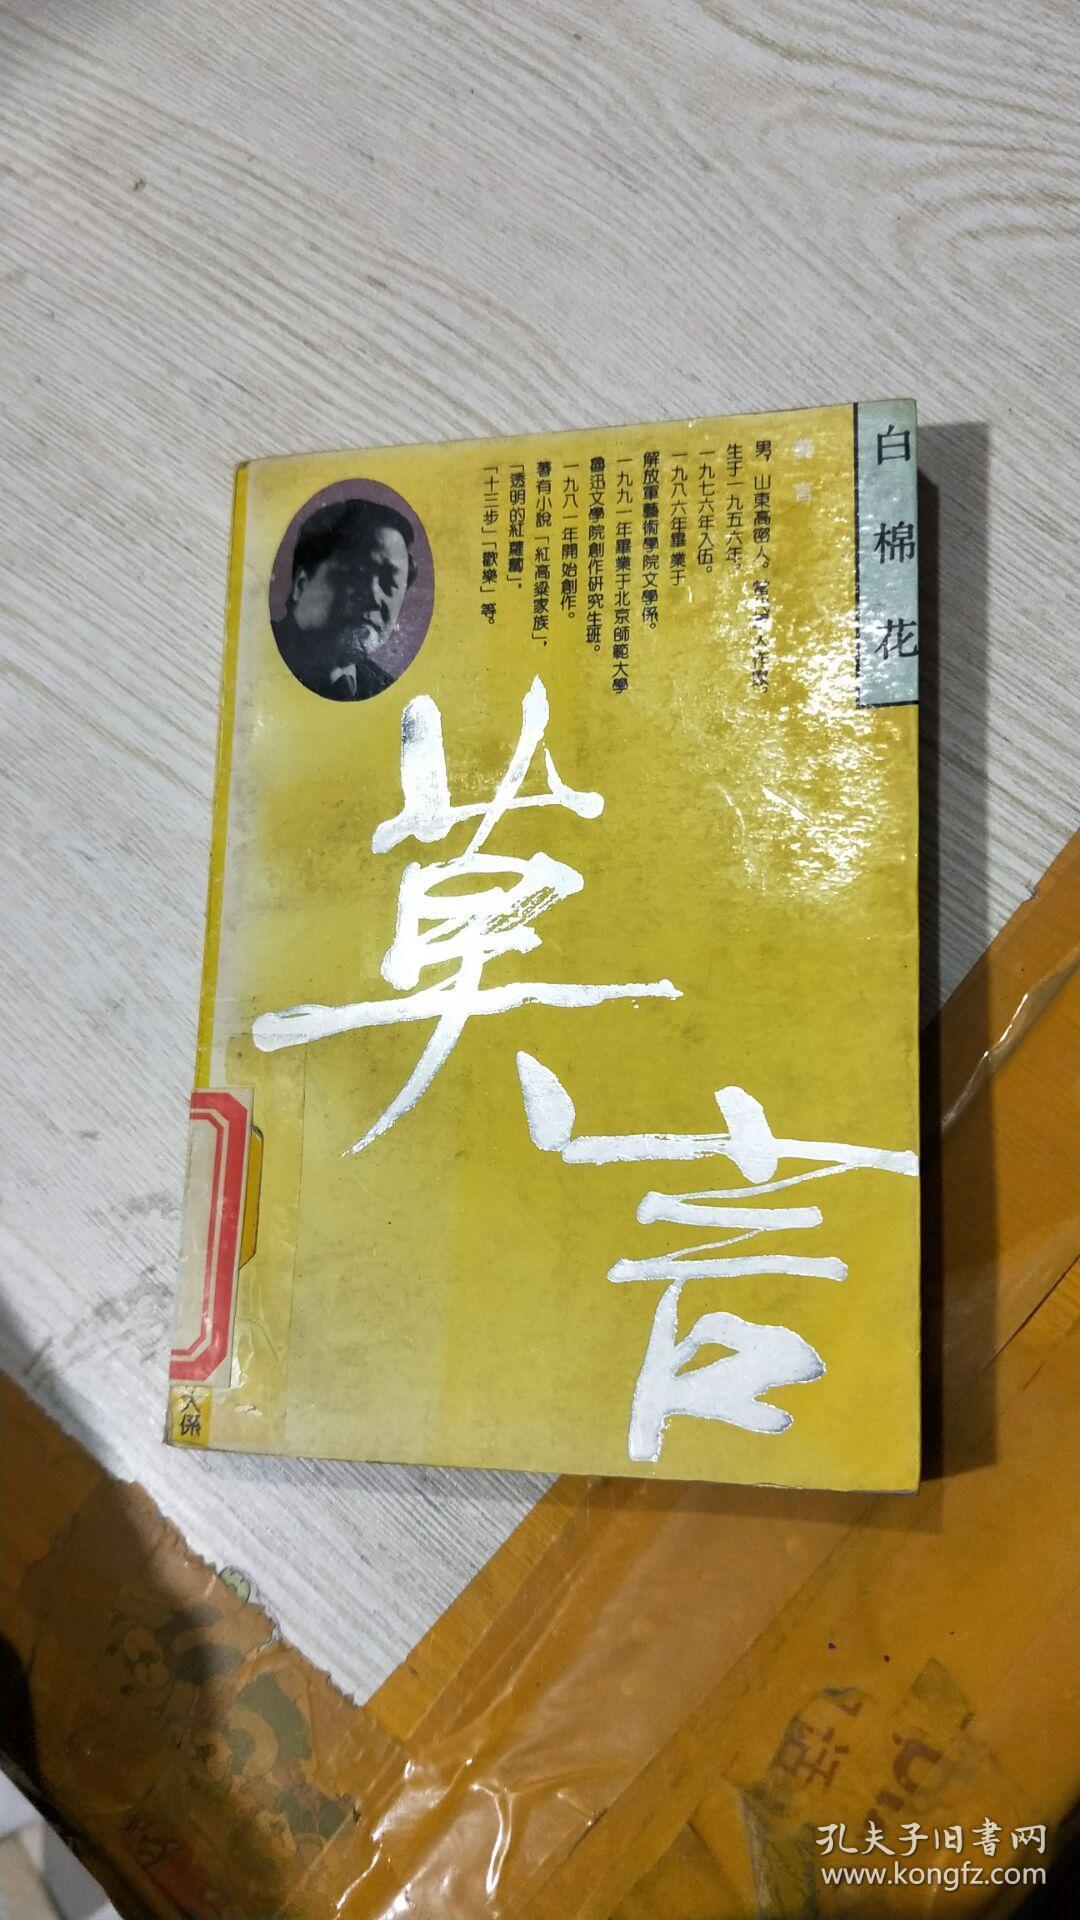 白棉花
莫言
男，山東高密人。當代軍人作家。
生于一九五六年。
一九七六年入伍。
一九八六年畢業于
解放軍藝術學院文學係。
一九九一年畢業于北京師範大學
魯迅文學院創作研究生班。
一九八一年開始創作。
著有小說「紅高粱家族」，
「透明的紅蘿蔔」，
「十三步」「歡樂」等。
莫言
人係
孔夫子旧書网
www.kongfz.com